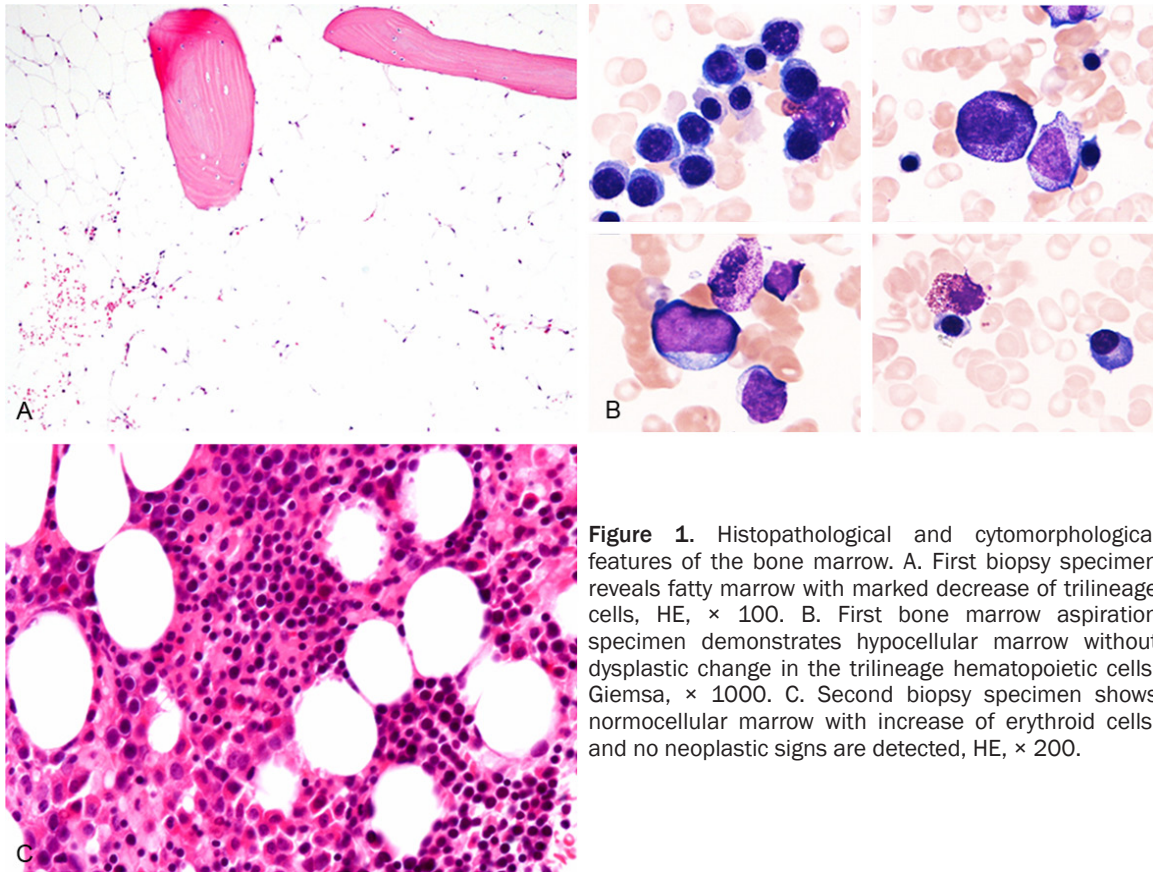 A
B
C
Figure 1. Histopathological and cytomorphological
features of the bone marrow. A. First biopsy specimen
reveals fatty marrow with marked decrease of trilineage
cells, HE, × 100. B. First bone marrow aspiration
specimen demonstrates hypocellular marrow without
dysplastic change in the trilineage hematopoietic cells
Giemsa, × 1000. C. Second biopsy specimen shows
normocellular marrow with increase of erythroid cells
and no neoplastic signs are detected, HE, × 200.